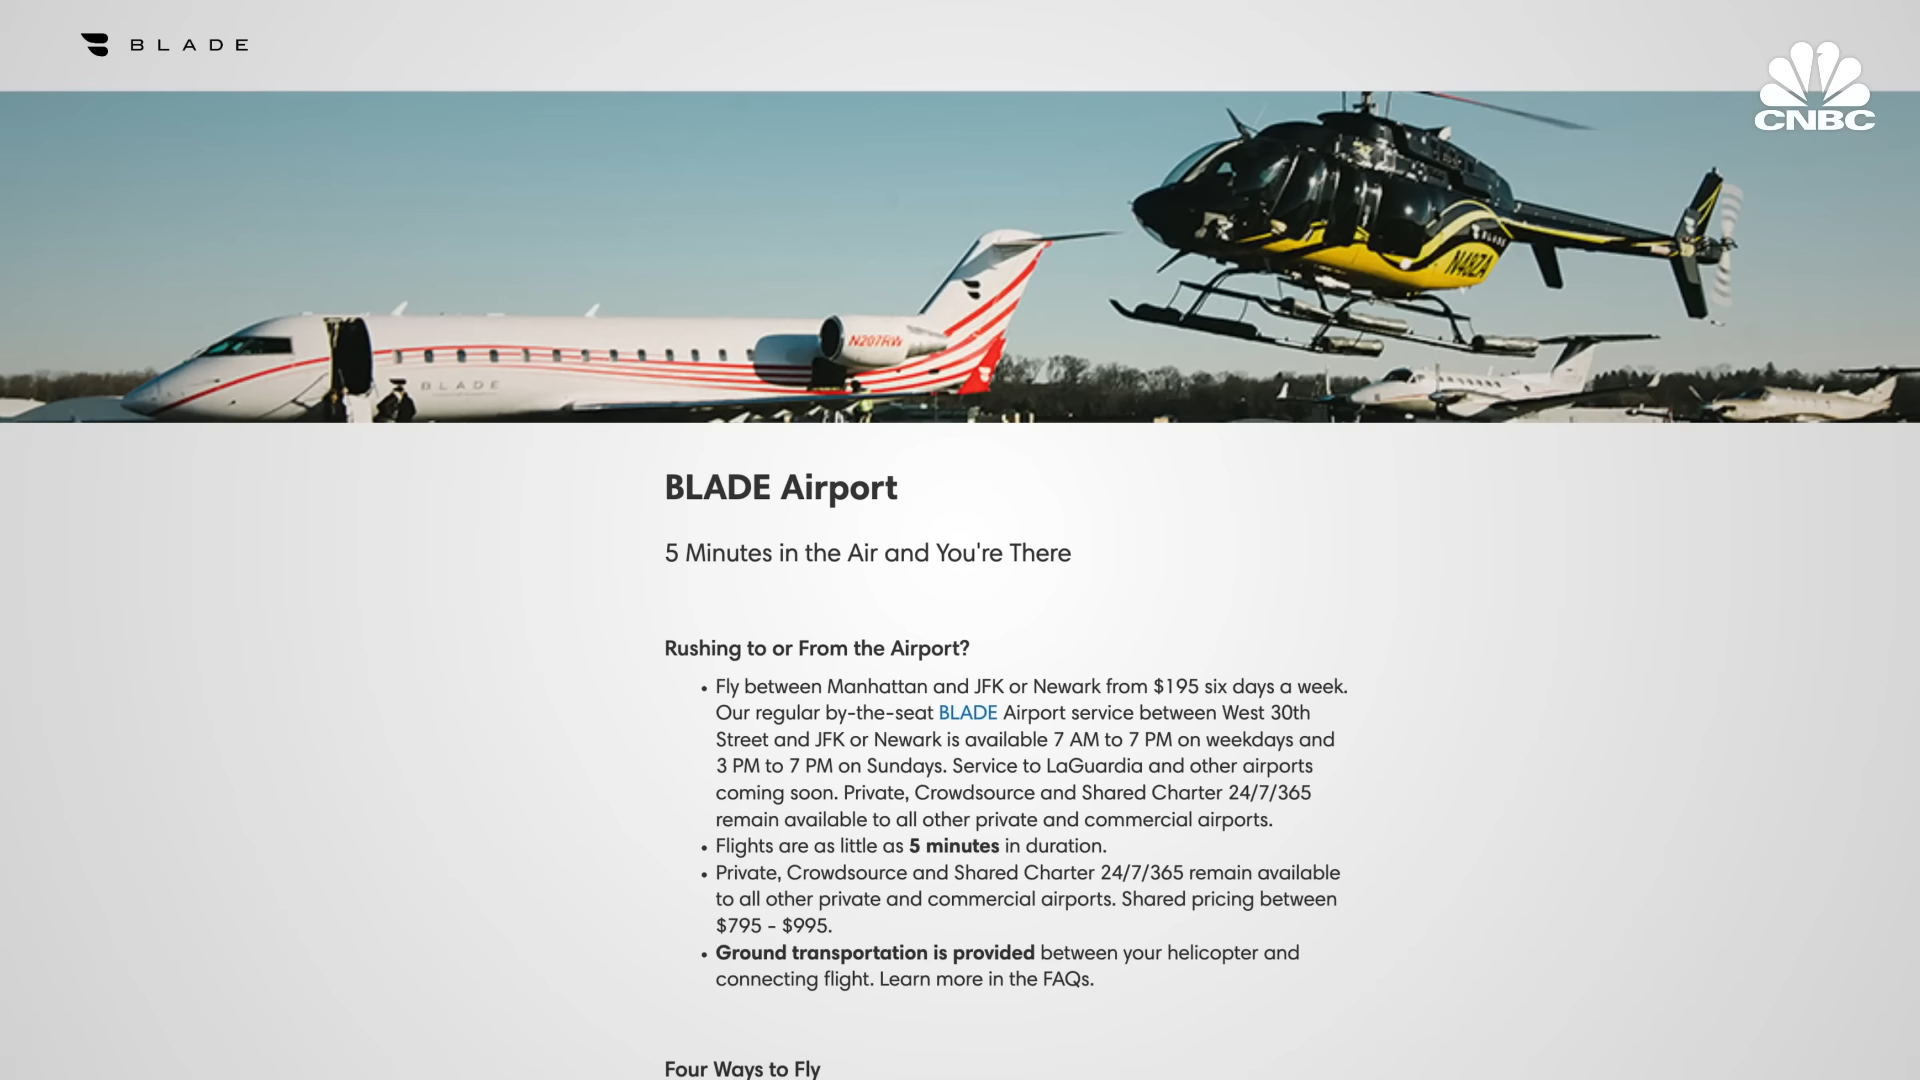 BLADE
CNBC
N48ZA
BLADE
N207RW
BLADE
BLADE Airport
5 Minutes in the Air and You're There
Rushing to or From the Airport?
• Fly between Manhattan and JFK or Newark from $195 six days a week.
Our regular by-the-seat BLADE Airport service between West 30th
Street and JFK or Newark is available 7 AM to 7 PM on weekdays and
3 PM to 7 PM on Sundays. Service to LaGuardia and other airports
coming soon. Private, Crowdsource and Shared Charter 24/7/365
remain available to all other private and commercial airports.
• Flights are as little as 5 minutes in duration.
• Private, Crowdsource and Shared Charter 24/7/365 remain available
to all other private and commercial airports. Shared pricing between
$795 - $995.
• Ground transportation is provided between your helicopter and
connecting flight. Learn more in the FAQs.
Four Ways to Fly